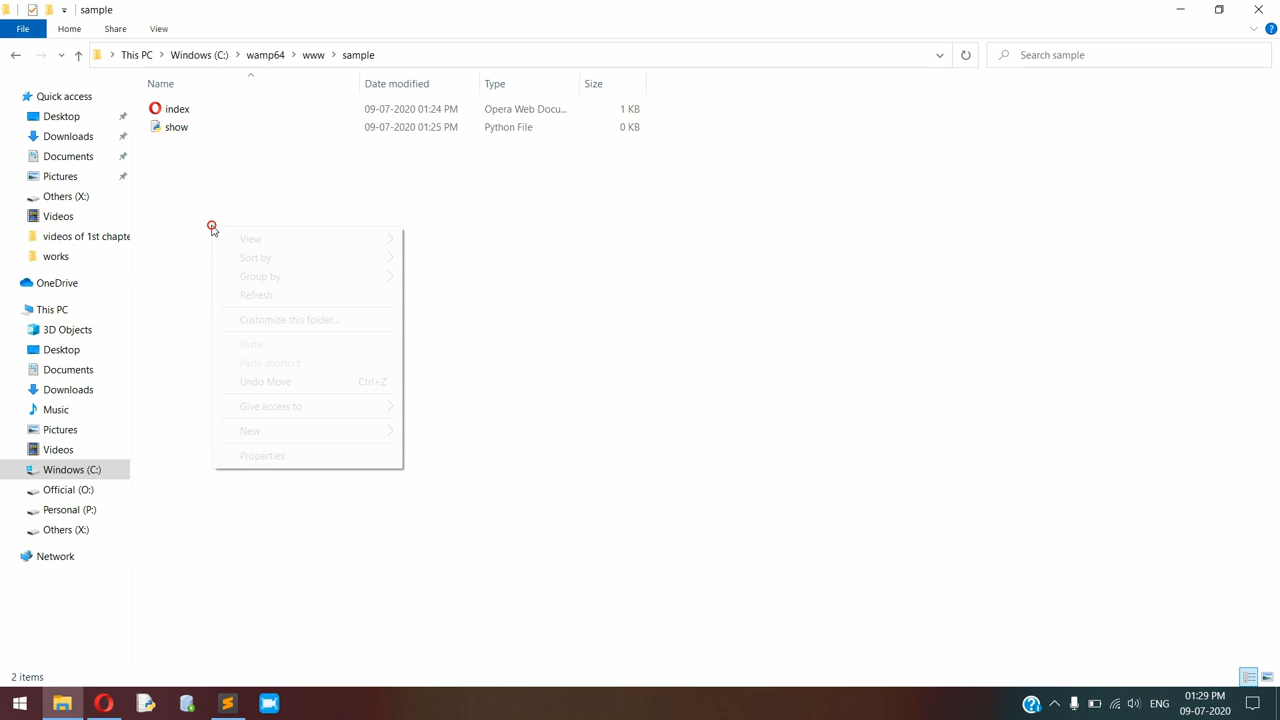 sample
File Home Share View
This PC Windows (C:) wamp64 www sample
Search sample
Name Date modified Type Size
index 09-07-2020 01:24 PM Opera Web Docu... 1 KB
show 09-07-2020 01:25 PM Python File 0 KB
Quick access
Desktop
Downloads
Documents
Pictures
Others (X:)
Videos
videos of 1st chapte
works
OneDrive
This PC
3D Objects
Desktop
Documents
Downloads
Music
Pictures
Videos
Windows (C:)
Official (O:)
Personal (P:)
Others (X:)
Network
View
Sort by
Group by
Refresh
Customize this folder...
Paste
Paste shortcut
Undo Move Ctrl+Z
Give access to
New
Properties
2 items
ENG
01:29 PM
09-07-2020